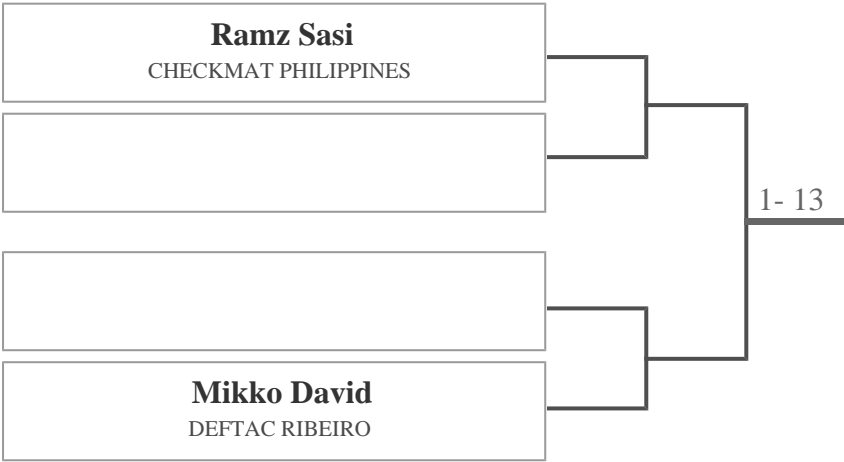 Ramz Sasi
CHECKMAT PHILIPPINES
1- 13
Mikko David
DEFTAC RIBEIRO